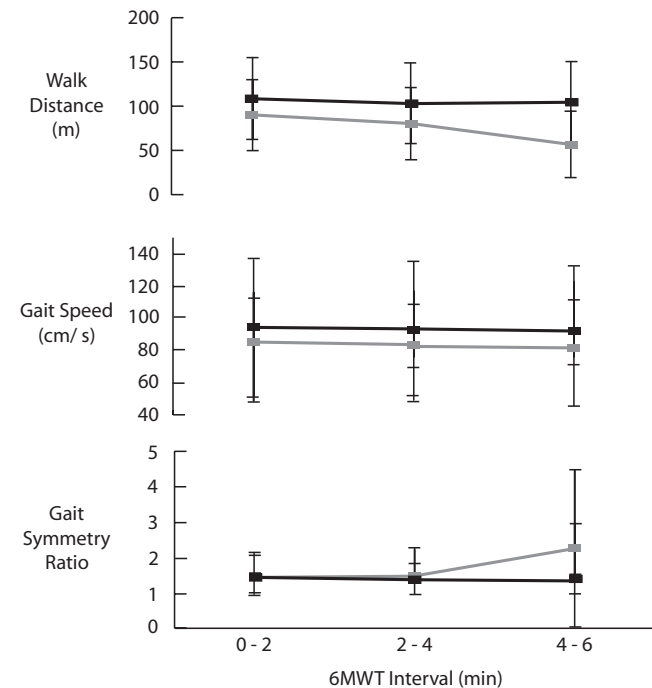 200
Walk
Distance
(m)
150
100
50
0
140
120
Gait Speed
(cm/ s)
100
80
60
40
5
4
Gait
Symmetry
Ratio
3
2
1
0
0 - 2 2 - 4 4 - 6
6MWT Interval (min)